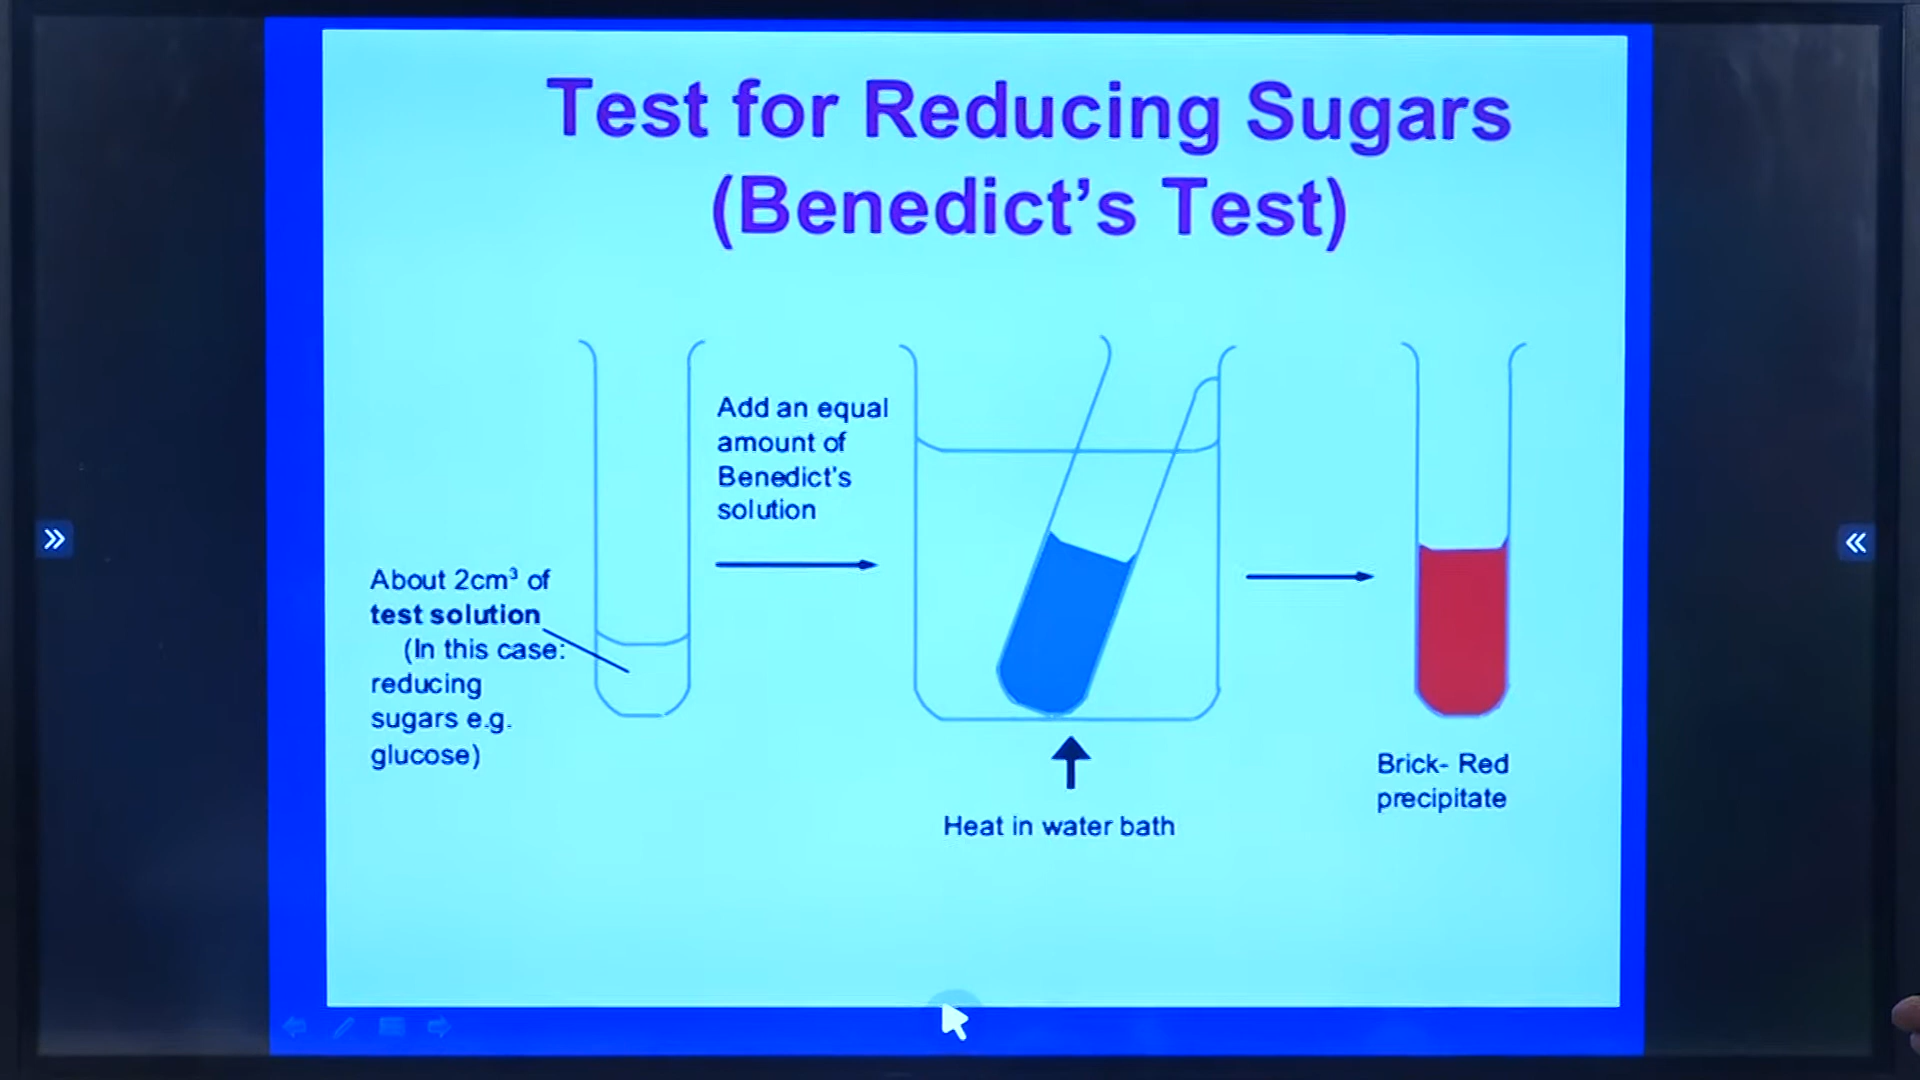 Test for Reducing Sugars
(Benedict's Test)
Add an equal
amount of
Benedict's
solution
About 2cm³ of
test solution
(In this case:
reducing
sugars e.g.
glucose)
Heat in water bath
Brick- Red
precipitate